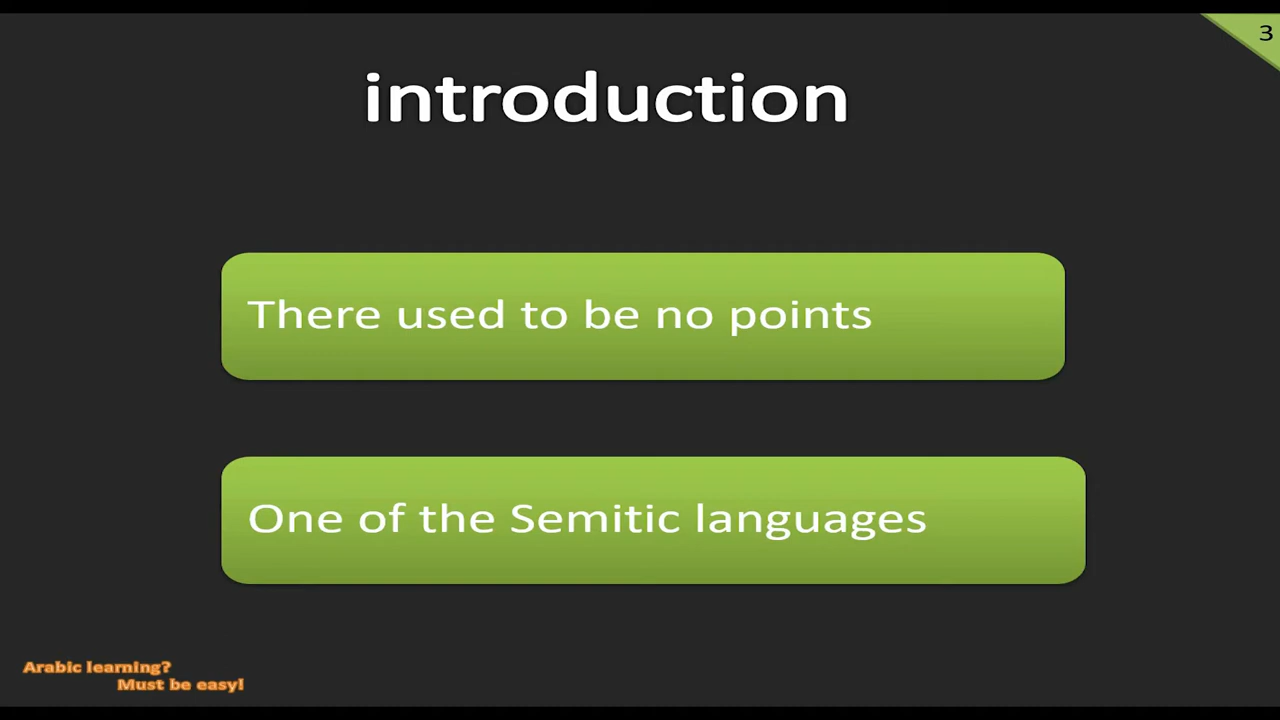 3
introduction
There used to be no points
One of the Semitic languages
Arabic learning?
Must be easy!